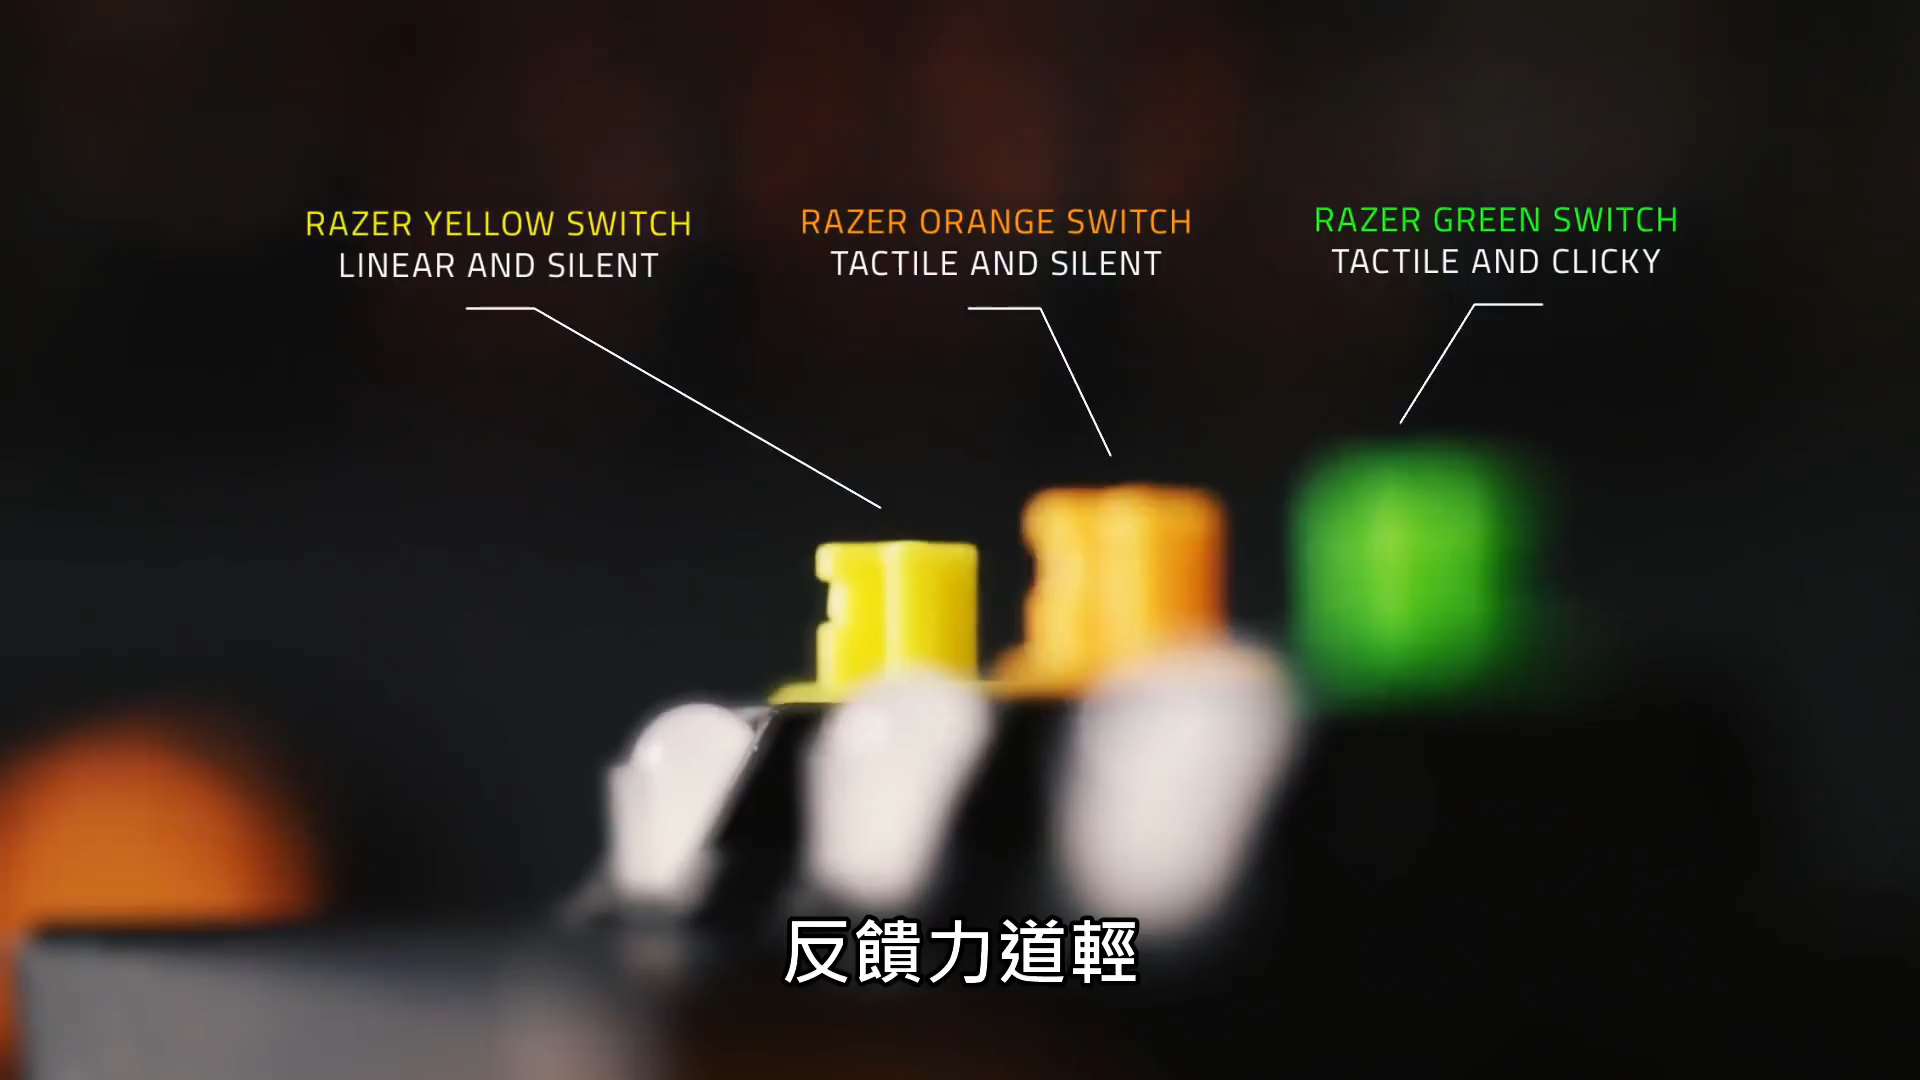 RAZER YELLOW SWITCH
LINEAR AND SILENT
RAZER ORANGE SWITCH
TACTILE AND SILENT
RAZER GREEN SWITCH
TACTILE AND CLICKY
反饋力道輕